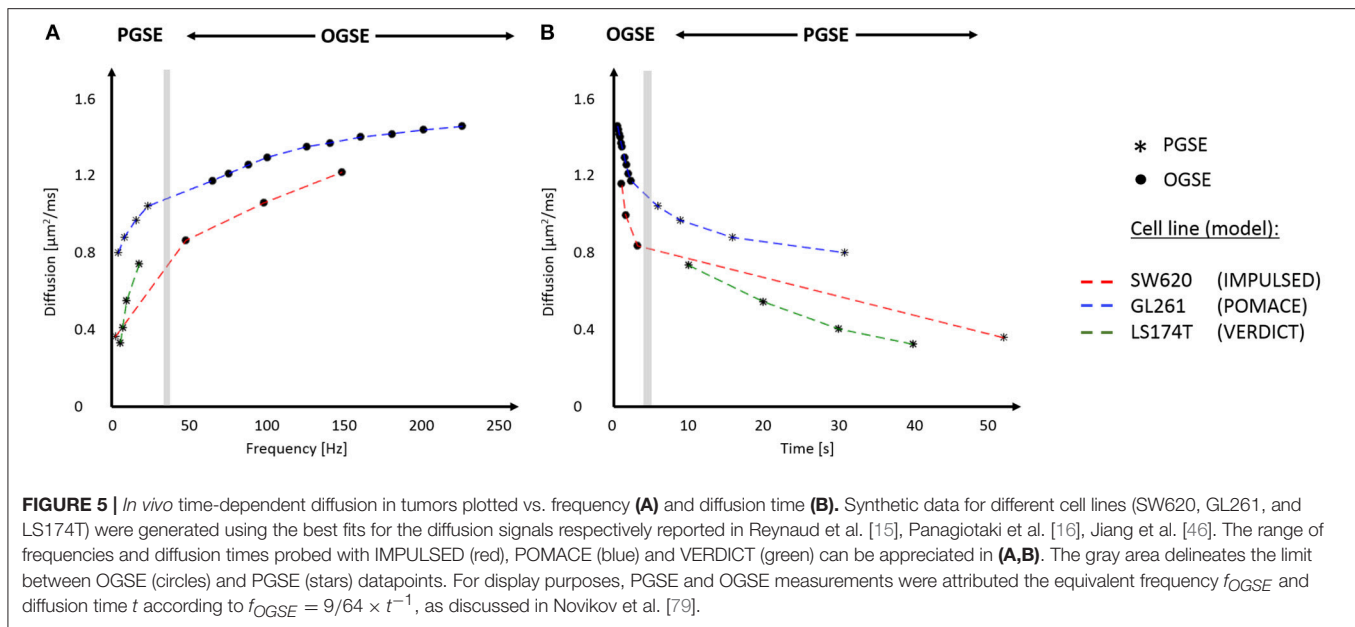 A PGSE OGSE B OGSE PGSE
1.6
1.2
0.8
0.4
0
Diffusion [µm²/ms]
0 50 100 150 200 250
Frequency [Hz]
1.6
1.2
0.8
0.4
0
Diffusion [µm²/ms]
0 10 20 30 40 50
Time [s]
* PGSE
● OGSE
Cell line (model):
SW620 (IMPULSED)
GL261 (POMACE)
LS174T (VERDICT)
FIGURE 5 | In vivo time-dependent diffusion in tumors plotted vs. frequency (A) and diffusion time (B). Synthetic data for different cell lines (SW620, GL261, and
LS174T) were generated using the best fits for the diffusion signals respectively reported in Reynaud et al. [15], Panagiotaki et al. [16], Jiang et al. [46]. The range of
frequencies and diffusion times probed with IMPULSED (red), POMACE (blue) and VERDICT (green) can be appreciated in (A,B). The gray area delineates the limit
between OGSE (circles) and PGSE (stars) datapoints. For display purposes, PGSE and OGSE measurements were attributed the equivalent frequency f_OGSE and
diffusion time t according to f_OGSE = 9/64 × t⁻¹, as discussed in Novikov et al. [79].